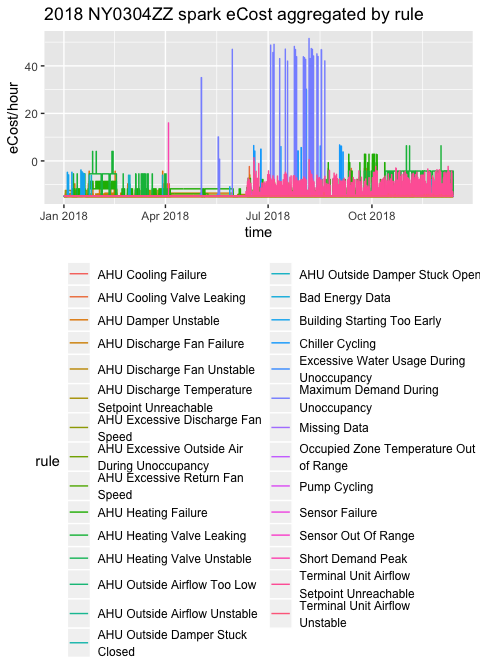 2018 NY0304ZZ spark eCost aggregated by rule
eCost/hour
40
20
0
Jan 2018
Apr 2018
Jul 2018
Oct 2018
time
rule
AHU Cooling Failure
AHU Cooling Valve Leaking
AHU Damper Unstable
AHU Discharge Fan Failure
AHU Discharge Fan Unstable
AHU Discharge Temperature
Setpoint Unreachable
AHU Excessive Discharge Fan
Speed
AHU Excessive Outside Air
During Unoccupancy
AHU Excessive Return Fan
Speed
AHU Heating Failure
AHU Heating Valve Leaking
AHU Heating Valve Unstable
AHU Outside Airflow Too Low
AHU Outside Airflow Unstable
AHU Outside Damper Stuck
Closed
AHU Outside Damper Stuck Open
Bad Energy Data
Building Starting Too Early
Chiller Cycling
Excessive Water Usage During
Unoccupancy
Maximum Demand During
Unoccupancy
Missing Data
Occupied Zone Temperature Out
of Range
Pump Cycling
Sensor Failure
Sensor Out Of Range
Short Demand Peak
Terminal Unit Airflow
Setpoint Unreachable
Terminal Unit Airflow
Unstable